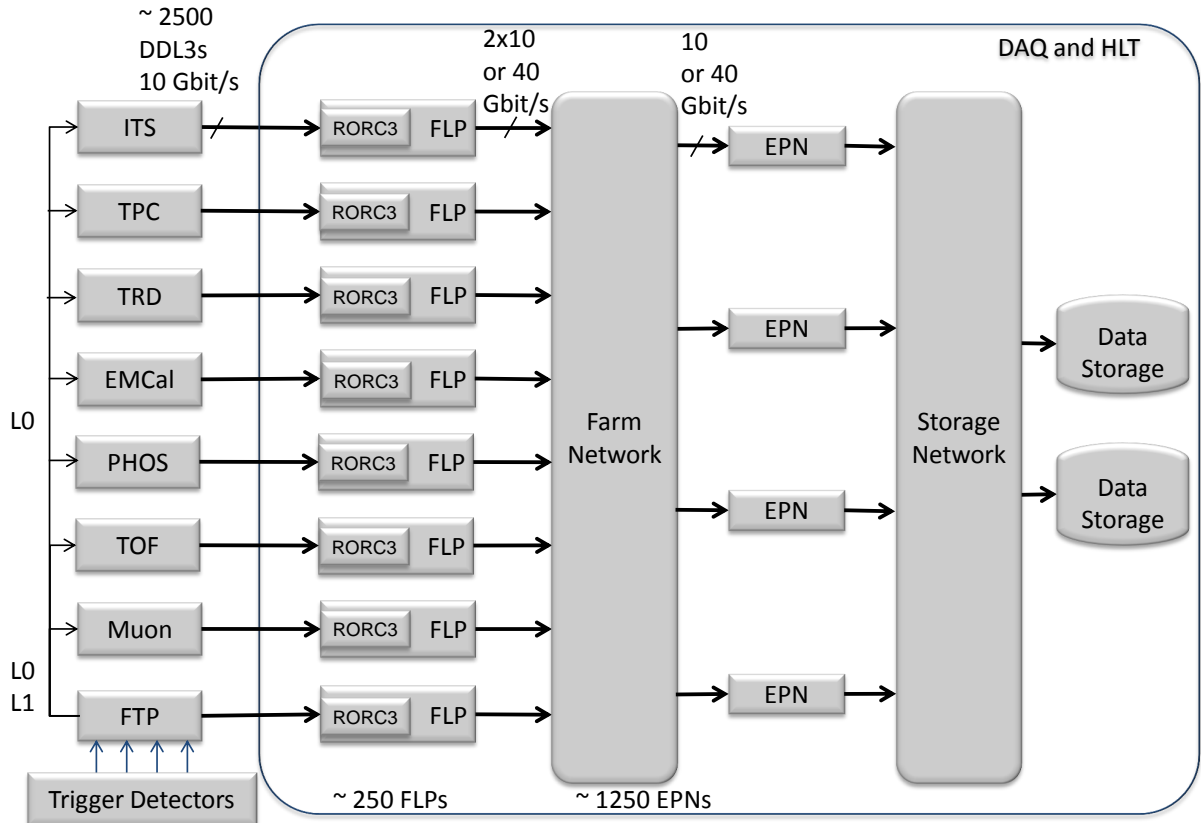 ~ 2500
DDL3s
10 Gbit/s
2x10
or 40
Gbit/s
10
or 40
Gbit/s
DAQ and HLT
ITS
RORC3 FLP
EPN
TPC
RORC3 FLP
TRD
RORC3 FLP
EPN
EMCal
RORC3 FLP
L0
Farm
Network
Storage
Network
Data
Storage
Data
Storage
PHOS
RORC3 FLP
EPN
TOF
RORC3 FLP
Muon
RORC3 FLP
L0
L1
FTP
RORC3 FLP
EPN
Trigger Detectors
~ 250 FLPs
~ 1250 EPNs